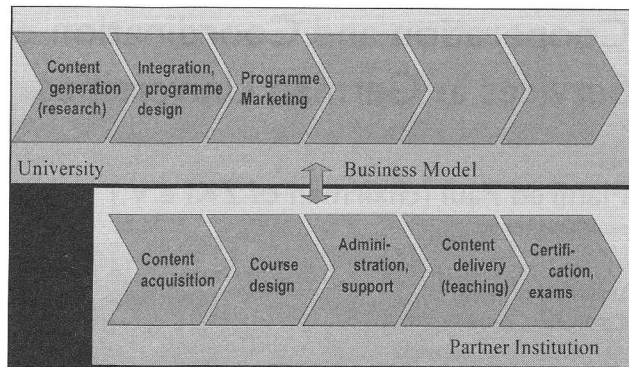 Content
generation
(research)
Integration,
programme
design
Programme
Marketing
University
Business Model
Content
acquisition
Course
design
Admini-
stration,
support
Content
delivery
(teaching)
Certifi-
cation,
exams
Partner Institution